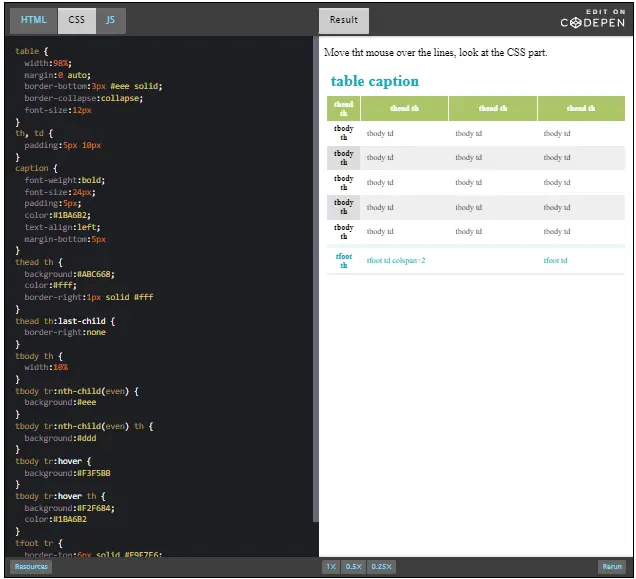 HTML CSS JS
Result
EDIT ON
CODEPEN
table {
width:98%;
margin:0 auto;
border-bottom:3px #eee solid;
border-collapse:collapse;
font-size:12px
}
th, td {
padding:5px 10px
}
caption {
font-weight:bold;
font-size:24px;
padding:5px;
color:#1BA6B2;
text-align:left;
margin-bottom:5px
}
thead th {
background:#ABC668;
color:#fff;
border-right:1px solid #fff
}
thead th:last-child {
border-right:none
}
tbody th {
width:10%
}
tbody tr:nth-child(even) {
background:#eee
}
tbody tr:nth-child(even) th {
background:#ddd
}
tbody tr:hover {
background:#F3F5BB
}
tbody tr:hover th {
background:#F2F684;
color:#1BA6B2
}
tfoot tr {
border-top:6px solid #E9F7F6;
Move tht mouse over the lines, look at the CSS part.
table caption
thead th thead th thead th thead th
tbody th tbody td tbody td tbody td
tbody th tbody td tbody td tbody td
tbody th tbody td tbody td tbody td
tbody th tbody td tbody td tbody td
tbody th tbody td tbody td tbody td
tfoot th tfoot td colspan=2 tfoot td
Resources
1X 0.5X 0.25X
Rerun